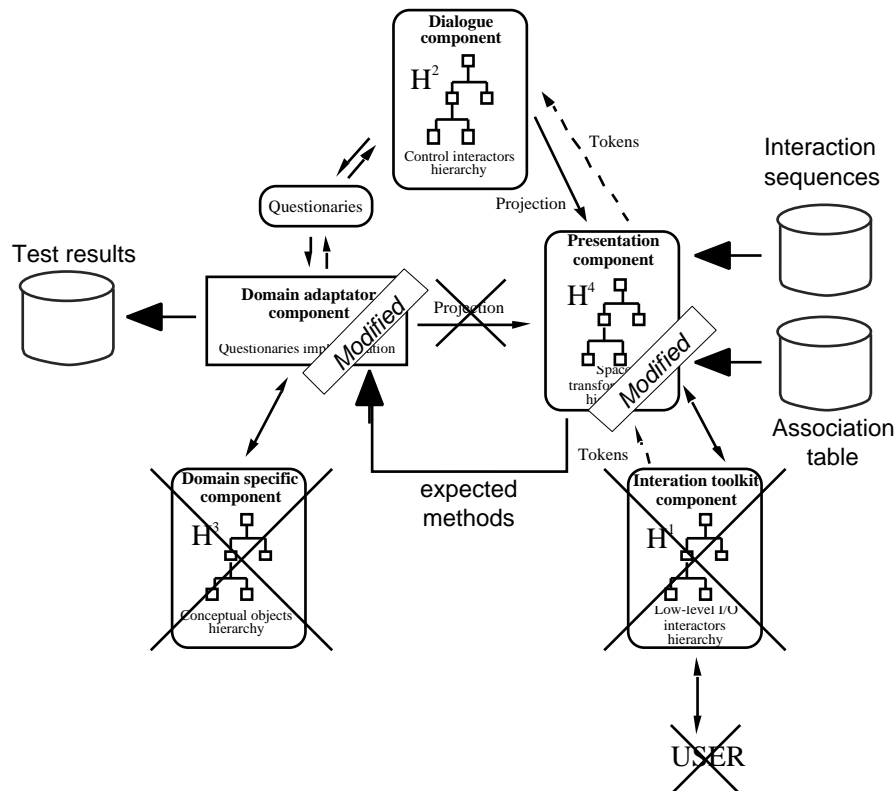 Dialogue
component
H2
Control interactors
hierarchy
Tokens
Projection
Interaction
sequences
Questionaries
Test results
Domain adaptator
component
Modified
Projection
Presentation
component
H4
Modified
Space
Association
table
expected
methods
Tokens
Domain specific
component
H3
Conceptual objects
hierarchy
Interation toolkit
component
H1
Low-level I/O
interactors
hierarchy
USER